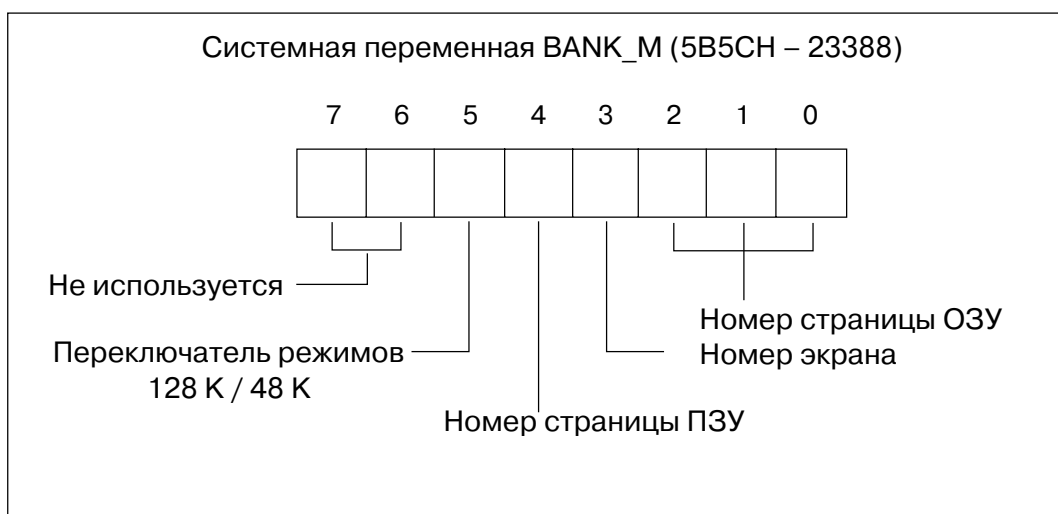 Системная переменная BANK_M (5B5CH – 23388)
7 6 5 4 3 2 1 0
Не используется
Номер страницы ОЗУ
Переключатель режимов
128 К / 48 К
Номер экрана
Номер страницы ПЗУ